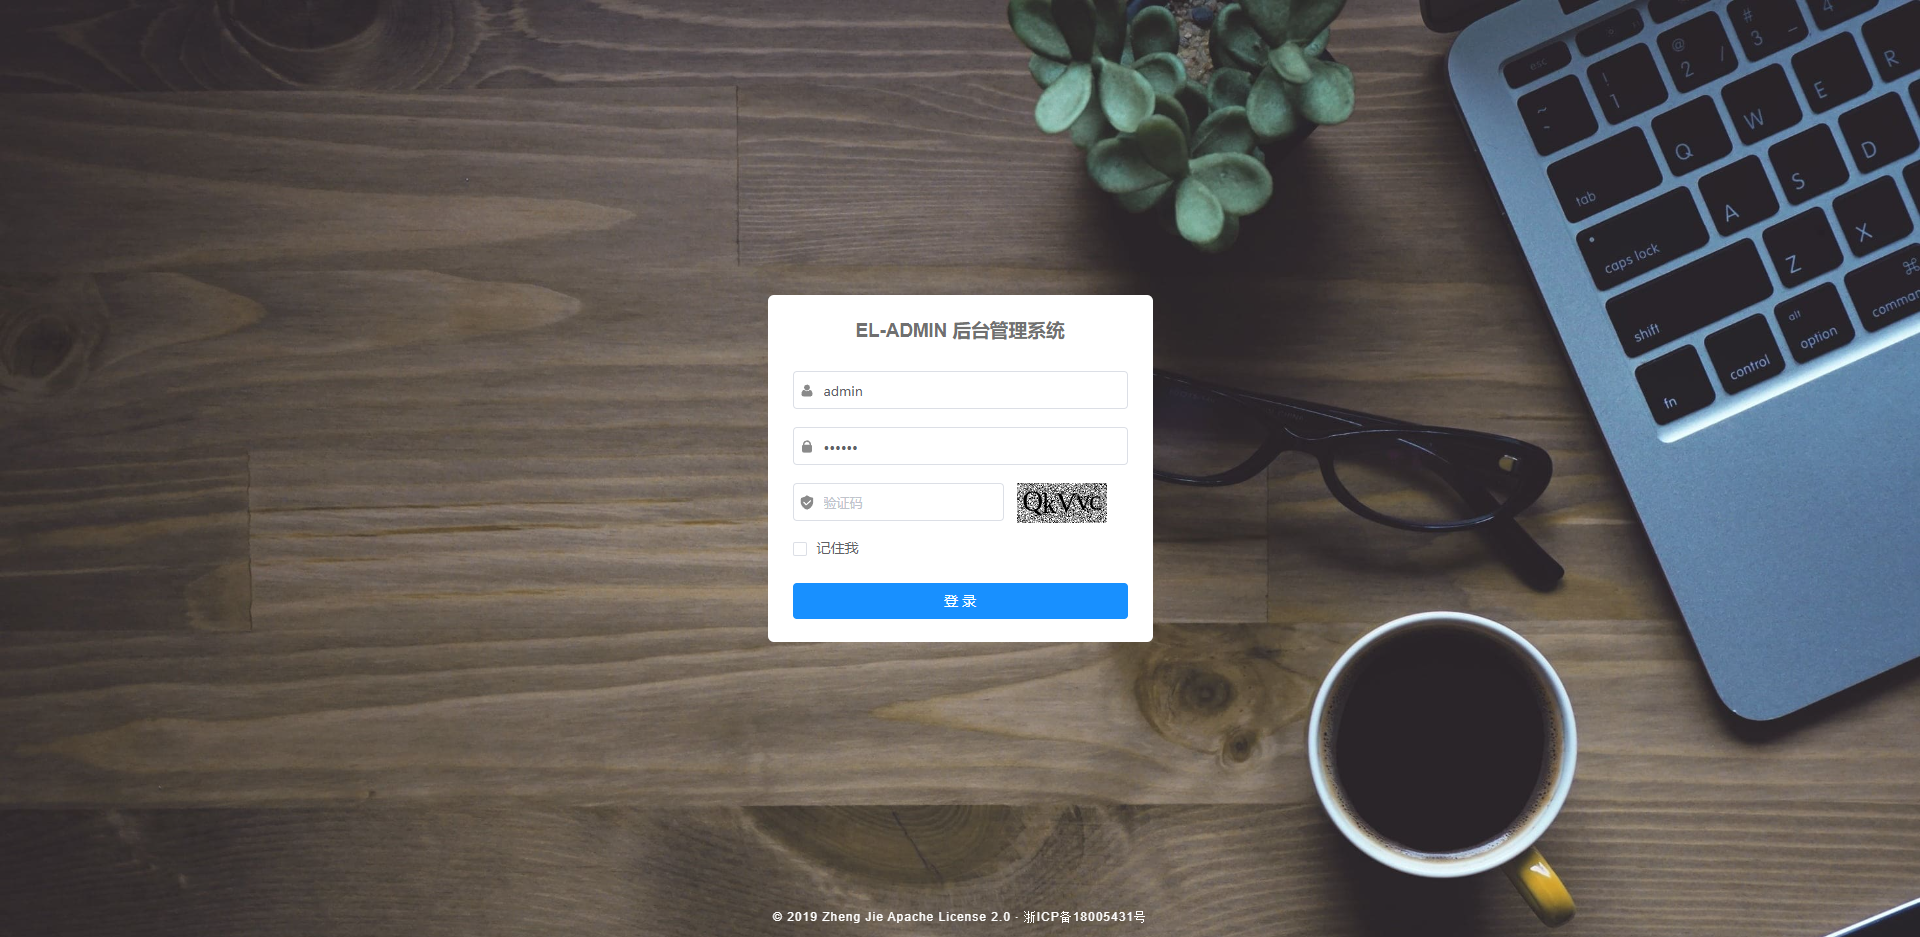 EL-ADMIN 后台管理系统
admin
••••••
验证码
QkVvc
记住我
登 录
© 2019 Zheng Jie Apache License 2.0 · 浙ICP备18005431号
esc
~
! 1
@ 2
/
# 3
4
tab
Q
W
E
R
caps lock
A
S
D
shift
Z
X
fn
control
alt option
⌘ comman